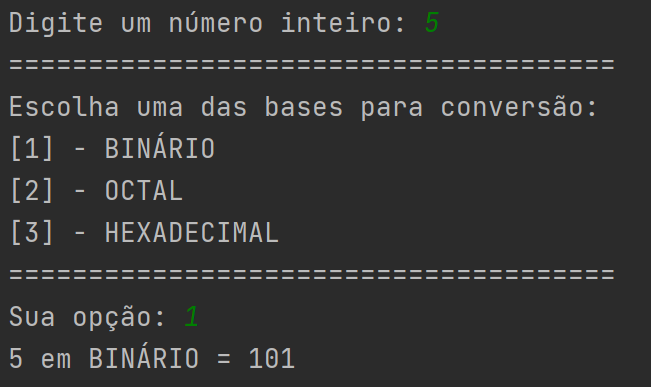 Digite um número inteiro: 5
======================================
Escolha uma das bases para conversão:
[1] - BINÁRIO
[2] - OCTAL
[3] - HEXADECIMAL
======================================
Sua opção: 1
5 em BINÁRIO = 101